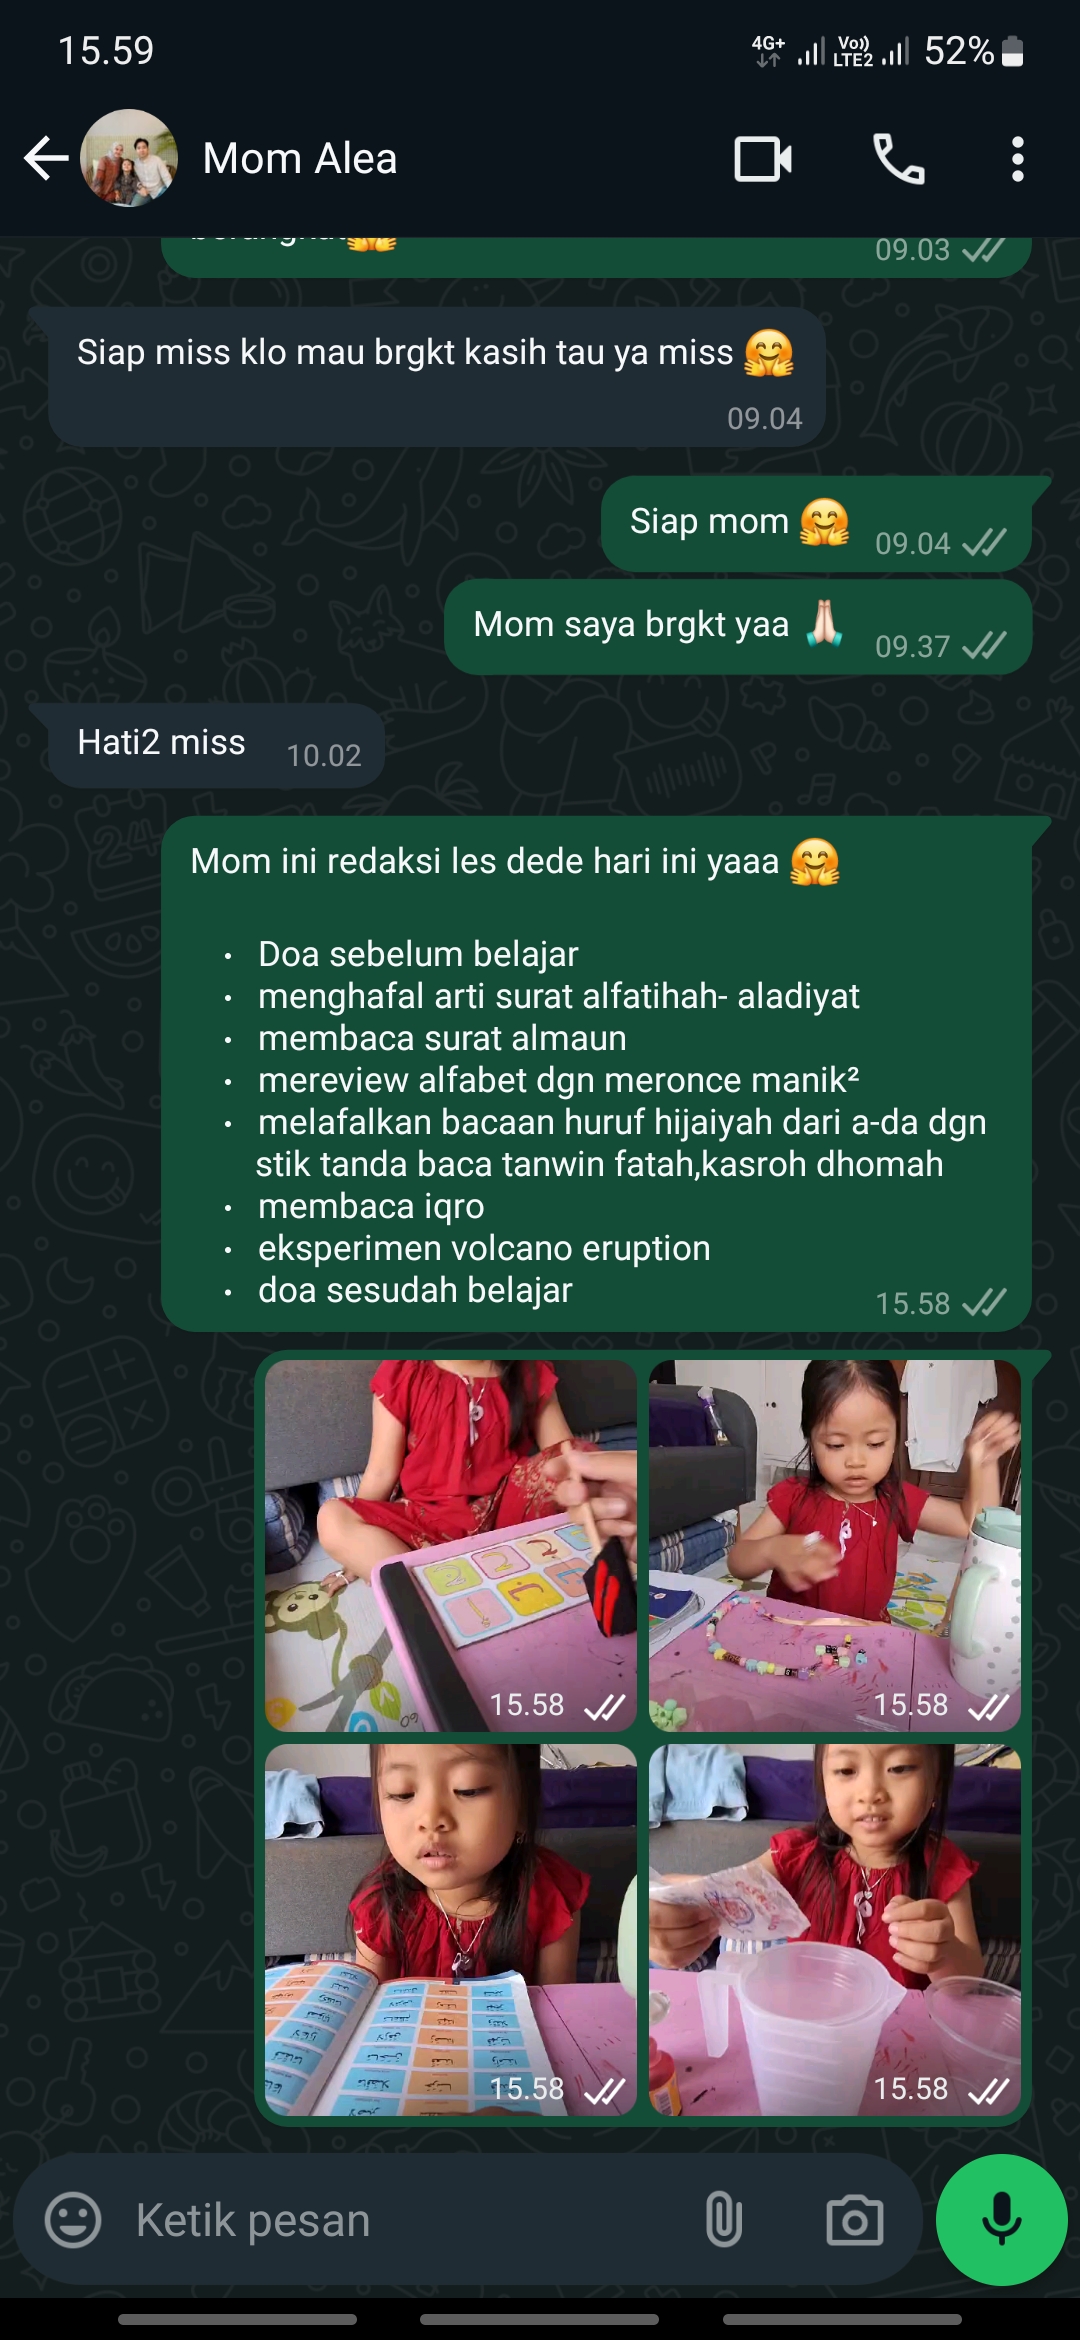 15.59
4G+
Vo))
LTE2
52%
Mom Alea
09.03
Siap miss klo mau brgkt kasih tau ya miss 🤗
09.04
Siap mom 🤗 09.04
Mom saya brgkt yaa 🙏🏻 09.37
Hati2 miss 10.02
Mom ini redaksi les dede hari ini yaaa 🤗
• Doa sebelum belajar
• menghafal arti surat alfatihah- aladiyat
• membaca surat almaun
• mereview alfabet dgn meronce manik²
• melafalkan bacaan huruf hijaiyah dari a-da dgn
stik tanda baca tanwin fatah,kasroh dhomah
• membaca iqro
• eksperimen volcano eruption
• doa sesudah belajar
15.58
15.58
15.58
15.58
15.58
Ketik pesan